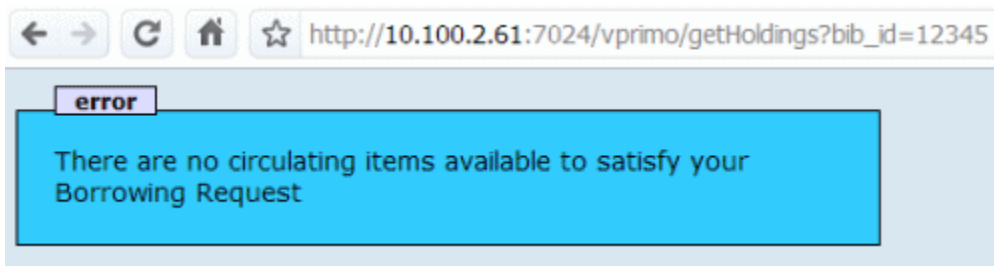 http://10.100.2.61:7024/vprimo/getHoldings?bib_id=12345
error
There are no circulating items available to satisfy your
Borrowing Request